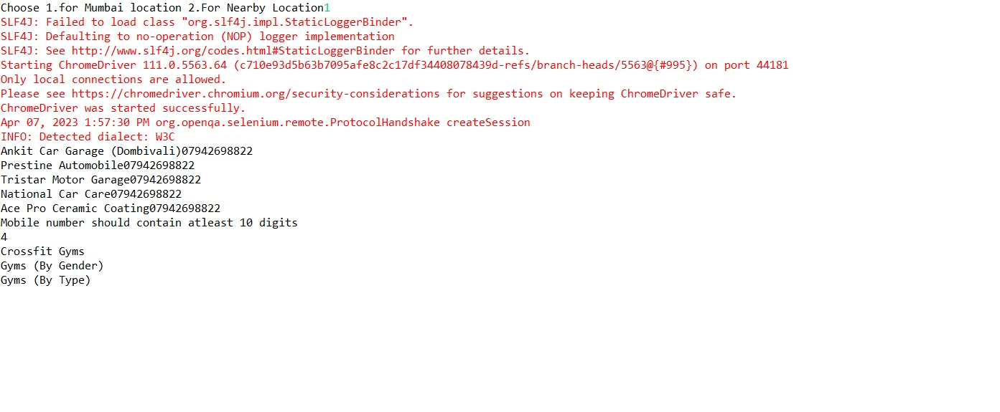 Choose 1.for Mumbai location 2.For Nearby Location1
SLF4J: Failed to load class "org.slf4j.impl.StaticLoggerBinder".
SLF4J: Defaulting to no-operation (NOP) logger implementation
SLF4J: See http://www.slf4j.org/codes.html#StaticLoggerBinder for further details.
Starting ChromeDriver 111.0.5563.64 (c710e93d5b63b7095afe8c2c17df34408078439d-refs/branch-heads/5563@{#995}) on port 44181
Only local connections are allowed.
Please see https://chromedriver.chromium.org/security-considerations for suggestions on keeping ChromeDriver safe.
ChromeDriver was started successfully.
Apr 07, 2023 1:57:30 PM org.openqa.selenium.remote.ProtocolHandshake createSession
INFO: Detected dialect: W3C
Ankit Car Garage (Dombivali)07942698822
Prestine Automobile07942698822
Tristar Motor Garage07942698822
National Car Care07942698822
Ace Pro Ceramic Coating07942698822
Mobile number should contain atleast 10 digits
4
Crossfit Gyms
Gyms (By Gender)
Gyms (By Type)